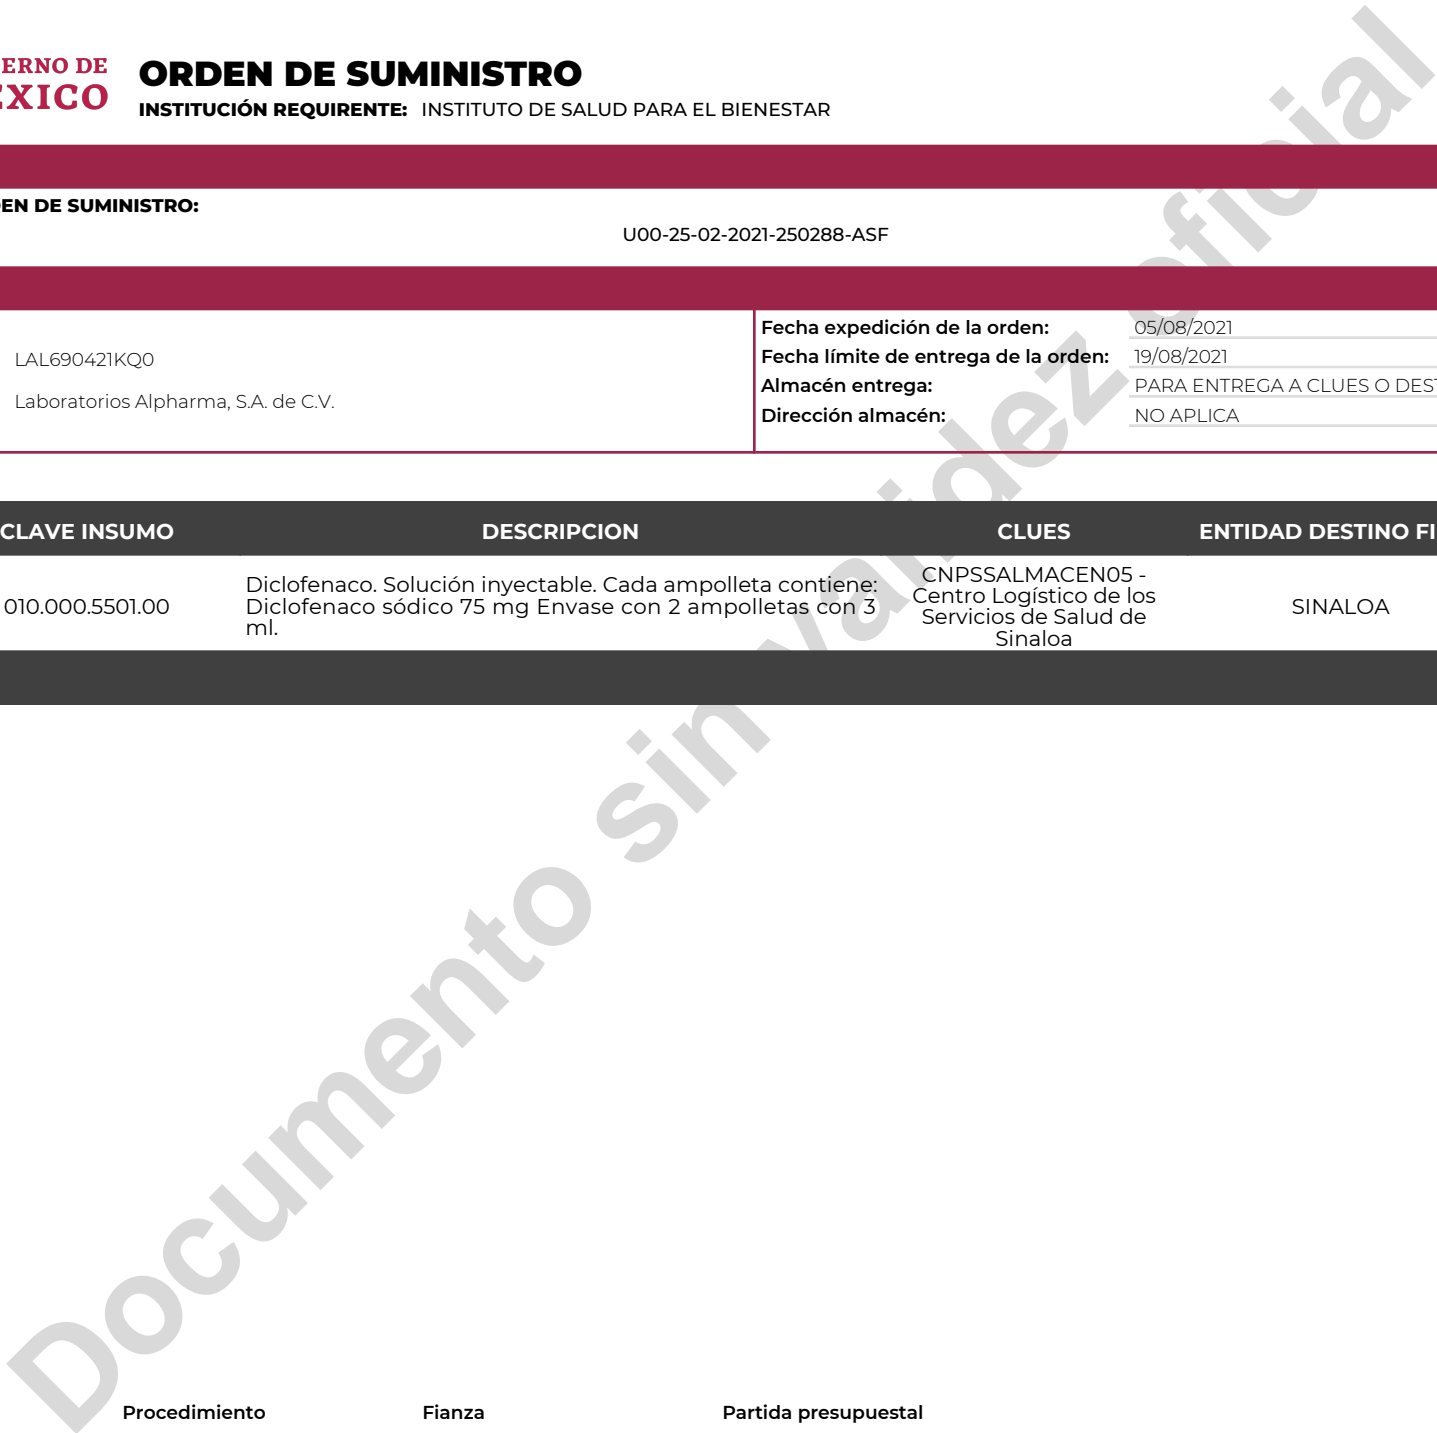 ERNO DE
ÉXICO
ORDEN DE SUMINISTRO
INSTITUCIÓN REQUIRENTE: INSTITUTO DE SALUD PARA EL BIENESTAR
EN DE SUMINISTRO:
U00-25-02-2021-250288-ASF
LAL690421KQ0
Laboratorios Alpharma, S.A. de C.V.
Fecha expedición de la orden: 05/08/2021
Fecha límite de entrega de la orden: 19/08/2021
Almacén entrega: PARA ENTREGA A CLUES O DEST
Dirección almacén: NO APLICA
CLAVE INSUMO DESCRIPCION CLUES ENTIDAD DESTINO FI
010.000.5501.00
Diclofenaco. Solución inyectable. Cada ampolleta contiene:
Diclofenaco sódico 75 mg Envase con 2 ampolletas con 3
ml.
CNPSSALMACEN05 -
Centro Logístico de los
Servicios de Salud de
Sinaloa
SINALOA
Documento sin validez oficial
Procedimiento Fianza Partida presupuestal